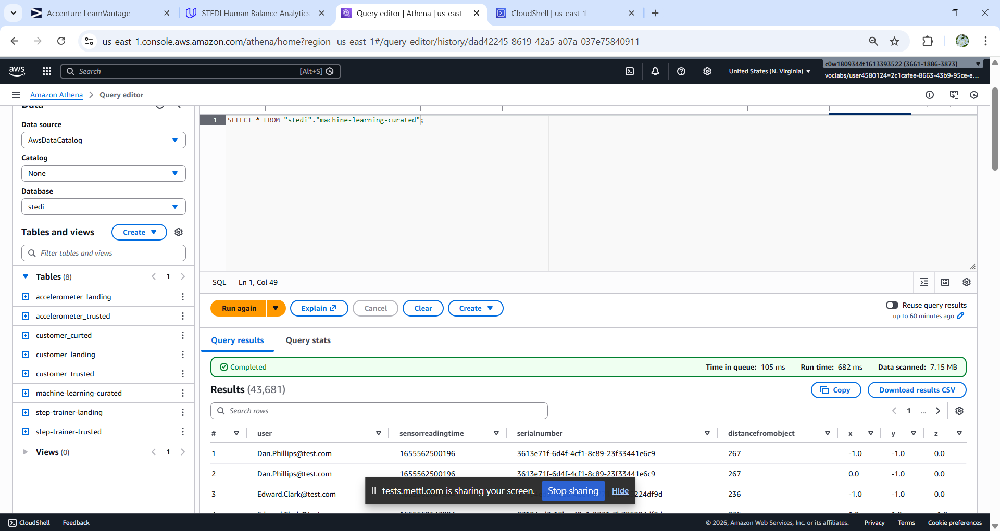 Accenture LearnVantage
STEDI Human Balance Analytics
Query editor | Athena | us-east-
CloudShell | us-east-1
us-east-1.console.aws.amazon.com/athena/home?region=us-east-1#/query-editor/history/dad42245-8619-42a5-a07a-037e75840911
aws
Search
[Alt+S]
United States (N. Virginia)
c0w1809344t1613393522 (3661-1886-3873)
voclabs/user4580124=2c1cafee-8663-43b9-95ce-e...
Amazon Athena
Query editor
Data
Data source
AwsDataCatalog
Catalog
None
Database
stedi
Tables and views
Create
Filter tables and views
Tables (8)
1
accelerometer_landing
accelerometer_trusted
customer_curted
customer_landing
customer_trusted
machine-learning-curated
step-trainer-landing
step-trainer-trusted
Views (0)
1
1 SELECT * FROM "stedi"."machine-learning-curated";
SQL Ln 1, Col 49
Run again
Explain
Cancel
Clear
Create
Reuse query results
up to 60 minutes ago
Query results
Query stats
Completed
Time in queue: 105 ms Run time: 682 ms Data scanned: 7.15 MB
Results (43,681)
Copy
Download results CSV
Search rows
1 ...
# user sensorreadingtime serialnumber distancefromobject x y z
1 Dan.Phillips@test.com 1655562500196 3613e71f-6d4f-4cf1-8c89-23f33441e6c9 267 -1.0 -1.0 0.0
2 Dan.Phillips@test.com 1655562500196 3613e71f-6d4f-4cf1-8c89-23f33441e6c9 267 0.0 -1.0 0.0
3 Edward.Clark@test.com 224df9d 236 -1.0 -1.0 0.0
tests.mettl.com is sharing your screen.
Stop sharing
Hide
CloudShell
Feedback
© 2026, Amazon Web Services, Inc. or its affiliates.
Privacy
Terms
Cookie preferences